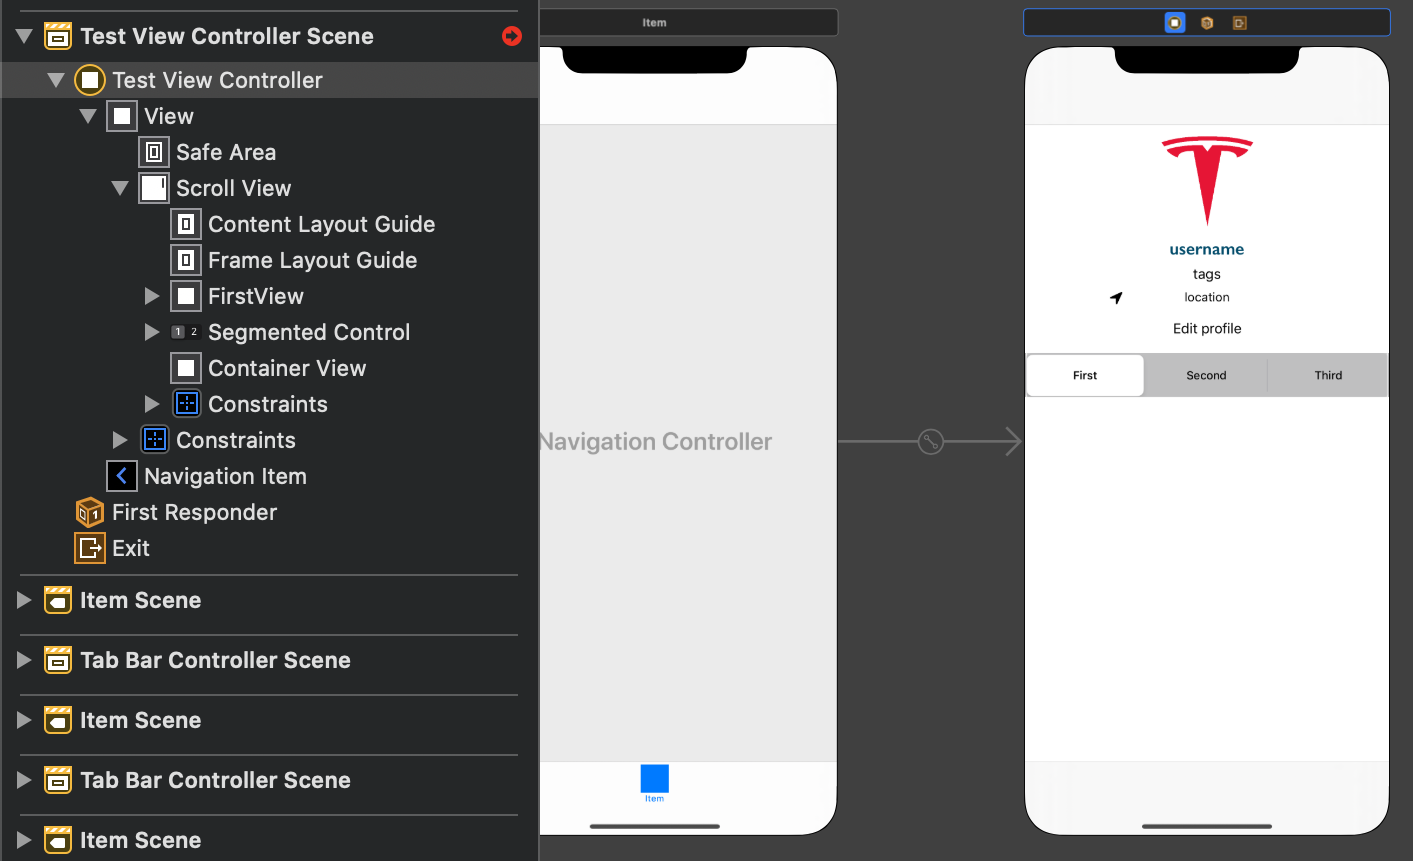 Test View Controller Scene
Test View Controller
View
Safe Area
Scroll View
Content Layout Guide
Frame Layout Guide
FirstView
1 2 Segmented Control
Container View
Constraints
Constraints
Navigation Item
1 First Responder
Exit
Item Scene
Tab Bar Controller Scene
Item Scene
Tab Bar Controller Scene
Item Scene
Item
Navigation Controller
Item
username
tags
location
Edit profile
First Second Third